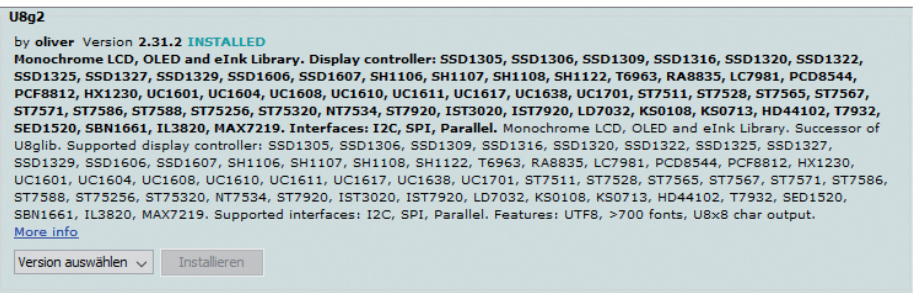 U8g2
by oliver Version 2.31.2 INSTALLED
Monochrome LCD, OLED and eInk Library. Display controller: SSD1305, SSD1306, SSD1309, SSD1316, SSD1320, SSD1322,
SSD1325, SSD1327, SSD1329, SSD1606, SSD1607, SH1106, SH1107, SH1108, SH1122, T6963, RA8835, LC7981, PCD8544,
PCF8812, HX1230, UC1601, UC1604, UC1608, UC1610, UC1611, UC1617, UC1638, UC1701, ST7511, ST7528, ST7565, ST7567,
ST7571, ST7586, ST7588, ST75256, ST75320, NT7534, ST7920, IST3020, IST7920, LD7032, KS0108, KS0713, HD44102, T7932,
SED1520, SBN1661, IL3820, MAX7219. Interfaces: I2C, SPI, Parallel. Monochrome LCD, OLED and eInk Library. Successor of
U8glib. Supported display controller: SSD1305, SSD1306, SSD1309, SSD1316, SSD1320, SSD1322, SSD1325, SSD1327,
SSD1329, SSD1606, SSD1607, SH1106, SH1107, SH1108, SH1122, T6963, RA8835, LC7981, PCD8544, PCF8812, HX1230,
UC1601, UC1604, UC1608, UC1610, UC1611, UC1617, UC1638, UC1701, ST7511, ST7528, ST7565, ST7567, ST7571, ST7586,
ST7588, ST75256, ST75320, NT7534, ST7920, IST3020, IST7920, LD7032, KS0108, KS0713, HD44102, T7932, SED1520,
SBN1661, IL3820, MAX7219. Supported interfaces: I2C, SPI, Parallel. Features: UTF8, >700 fonts, U8x8 char output.
More info
Version auswählen Installieren